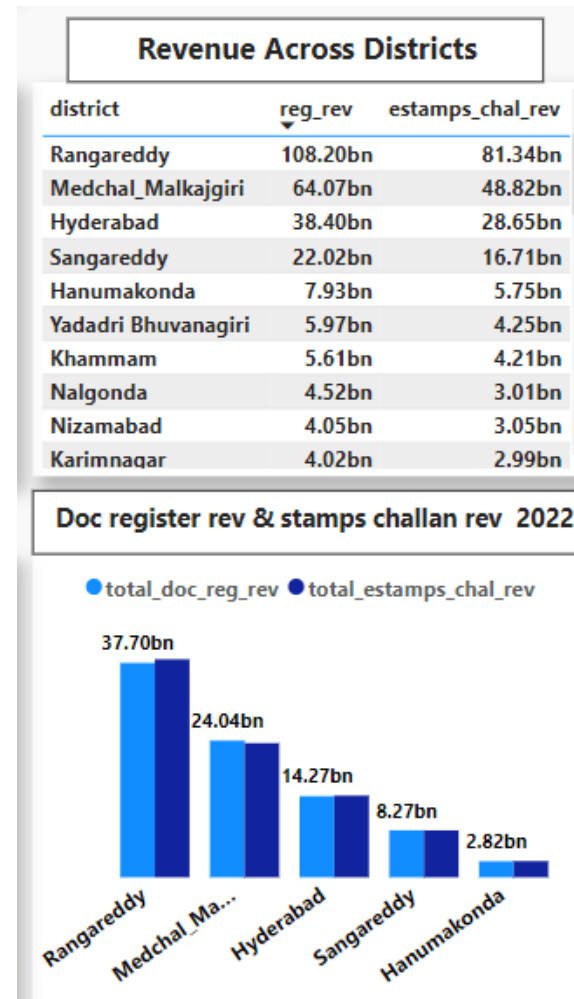 Revenue Across Districts
district reg_rev estamps_chal_rev
Rangareddy 108.20bn 81.34bn
Medchal_Malkajgiri 64.07bn 48.82bn
Hyderabad 38.40bn 28.65bn
Sangareddy 22.02bn 16.71bn
Hanumakonda 7.93bn 5.75bn
Yadadri Bhuvanagiri 5.97bn 4.25bn
Khammam 5.61bn 4.21bn
Nalgonda 4.52bn 3.01bn
Nizamabad 4.05bn 3.05bn
Karimnagar 4.02bn 2.99bn
Doc register rev & stamps challan rev 2022
total_doc_reg_rev total_estamps_chal_rev
37.70bn
24.04bn
14.27bn
8.27bn
2.82bn
Rangareddy
Medchal_Ma...
Hyderabad
Sangareddy
Hanumakonda